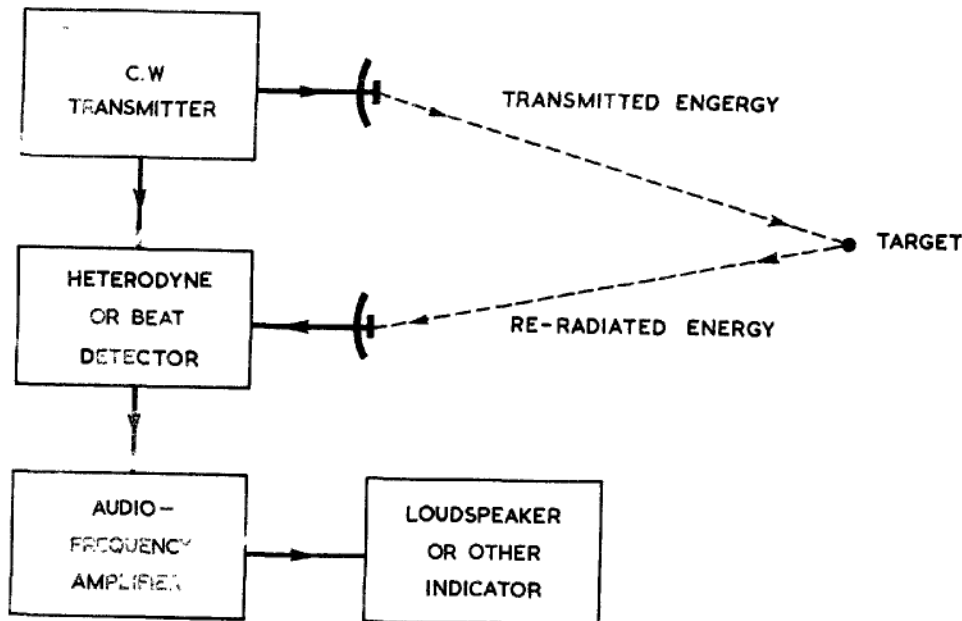 C.W
TRANSMITTER
TRANSMITTED ENGERGY
TARGET
HETERODYNE
OR BEAT
DETECTOR
RE-RADIATED ENERGY
AUDIO-
FREQUENCY
AMPLIFIER
LOUDSPEAKER
OR OTHER
INDICATOR